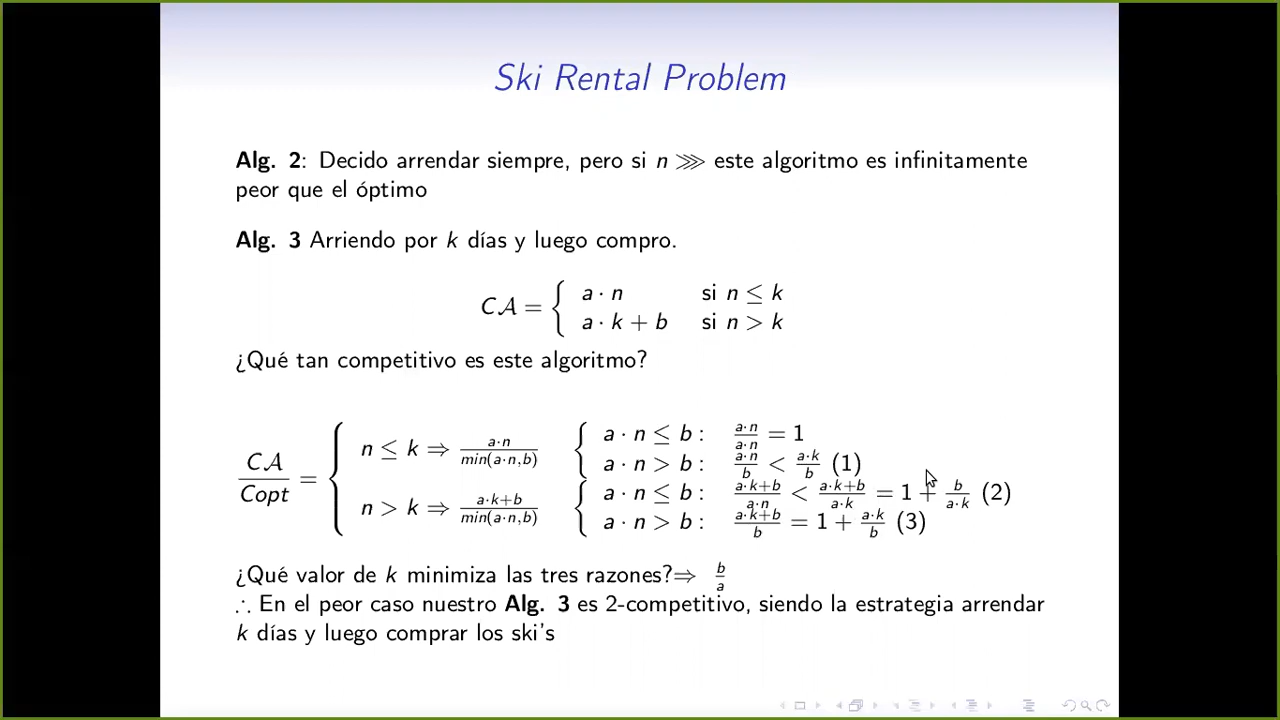 Ski Rental Problem
Alg. 2: Decido arrendar siempre, pero si n ⋙ este algoritmo es infinitamente
peor que el óptimo
Alg. 3 Arriendo por k días y luego compro.
C𝒜 = { a · n si n ≤ k
a · k + b si n > k
¿Qué tan competitivo es este algoritmo?
C𝒜/Copt = { n ≤ k ⇒ a·n/min(a·n,b) { a · n ≤ b : a·n/a·n = 1
a · n > b : a·n/b < a·k/b (1)
n > k ⇒ a·k+b/min(a·n,b) { a · n ≤ b : a·k+b/a·n < a·k+b/a·k = 1 + b/a·k (2)
a · n > b : a·k+b/b = 1 + a·k/b (3)
¿Qué valor de k minimiza las tres razones?⇒ b/a
∴ En el peor caso nuestro Alg. 3 es 2-competitivo, siendo la estrategia arrendar
k días y luego comprar los ski's